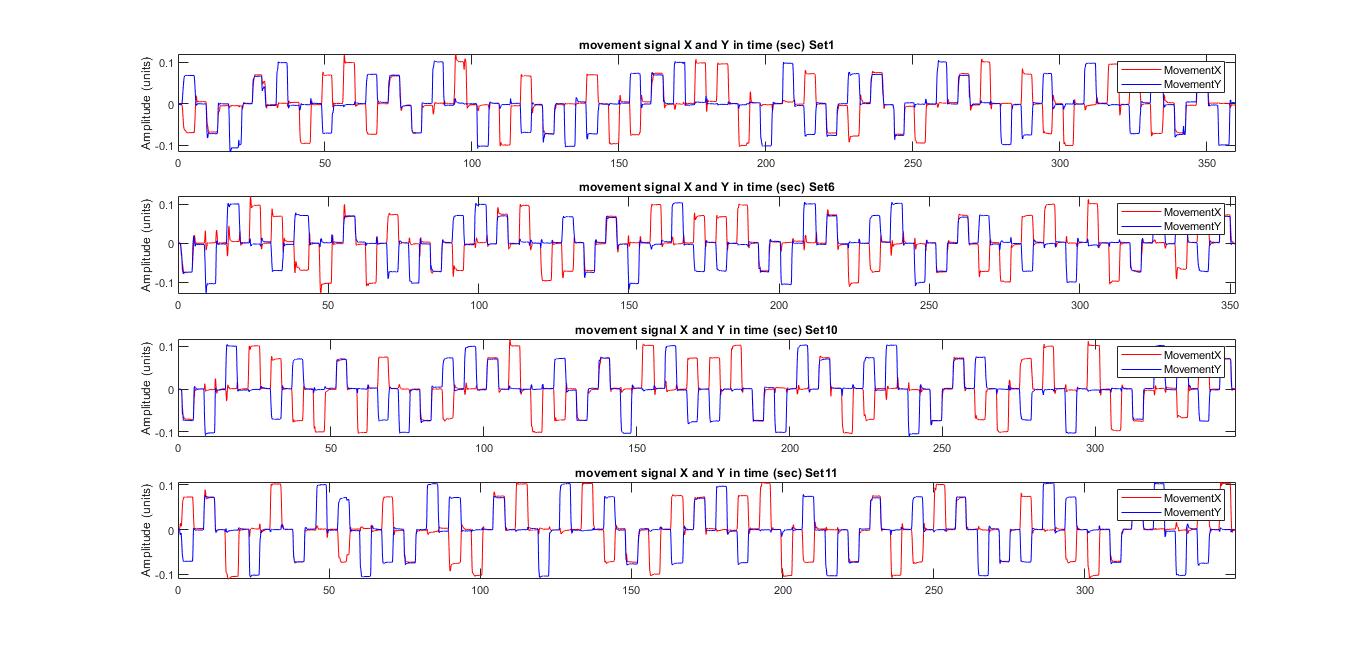 movement signal X and Y in time (sec) Set1
Amplitude (units)
0.1
0
-0.1
MovementX
MovementY
0 50 100 150 200 250 300 350
movement signal X and Y in time (sec) Set6
Amplitude (units)
0.1
0
-0.1
MovementX
MovementY
0 50 100 150 200 250 300 350
movement signal X and Y in time (sec) Set10
Amplitude (units)
0.1
0
-0.1
MovementX
MovementY
0 50 100 150 200 250 300
movement signal X and Y in time (sec) Set11
Amplitude (units)
0.1
0
-0.1
MovementX
MovementY
0 50 100 150 200 250 300